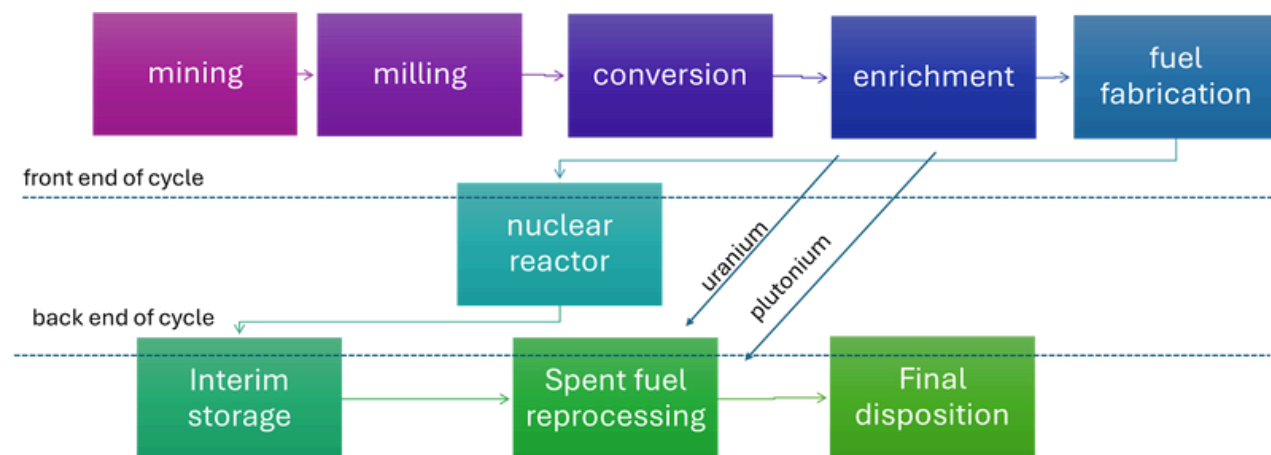 mining
milling
conversion
enrichment
fuel
fabrication
front end of cycle
nuclear
reactor
uranium
plutonium
back end of cycle
Interim
storage
Spent fuel
reprocessing
Final
disposition